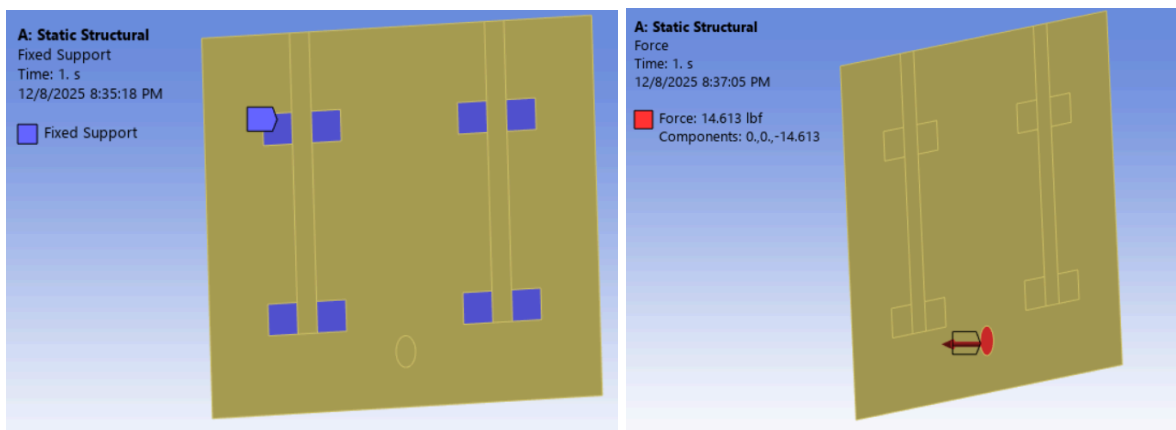 A: Static Structural
Fixed Support
Time: 1. s
12/8/2025 8:35:18 PM
Fixed Support
A: Static Structural
Force
Time: 1. s
12/8/2025 8:37:05 PM
Force: 14.613 lbf
Components: 0.,0.,-14.613